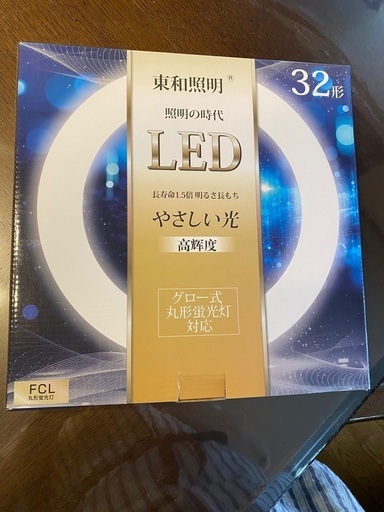 東和照明®
32形
照明の時代
LED
長寿命1.5倍 明るさ長もち
やさしい光
高輝度
グロー式
丸形蛍光灯
対応
FCL
丸形蛍光灯